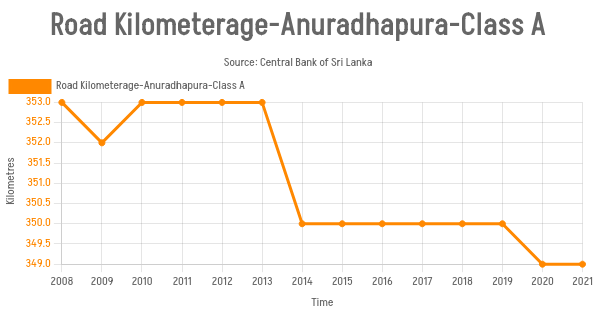 Road Kilometerage-Anuradhapura-Class A
Source: Central Bank of Sri Lanka
Road Kilometerage-Anuradhapura-Class A
353.0
352.5
352.0
351.5
351.0
350.5
350.0
349.5
349.0
Kilometres
2008 2009 2010 2011 2012 2013 2014 2015 2016 2017 2018 2019 2020 2021
Time